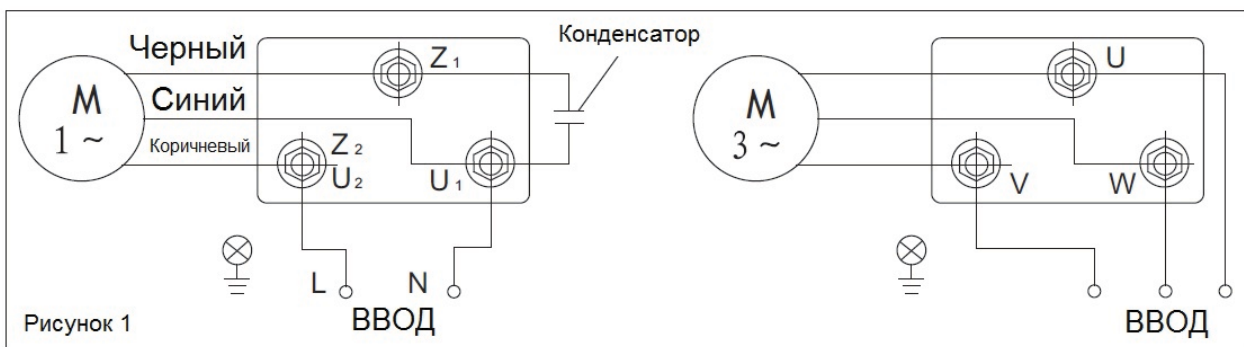 Черный
Z1
Конденсатор
U
М
1 ~
Синий
М
3 ~
Коричневый
Z2
U2
U1
V
W
L
N
ВВОД
ВВОД
Рисунок 1